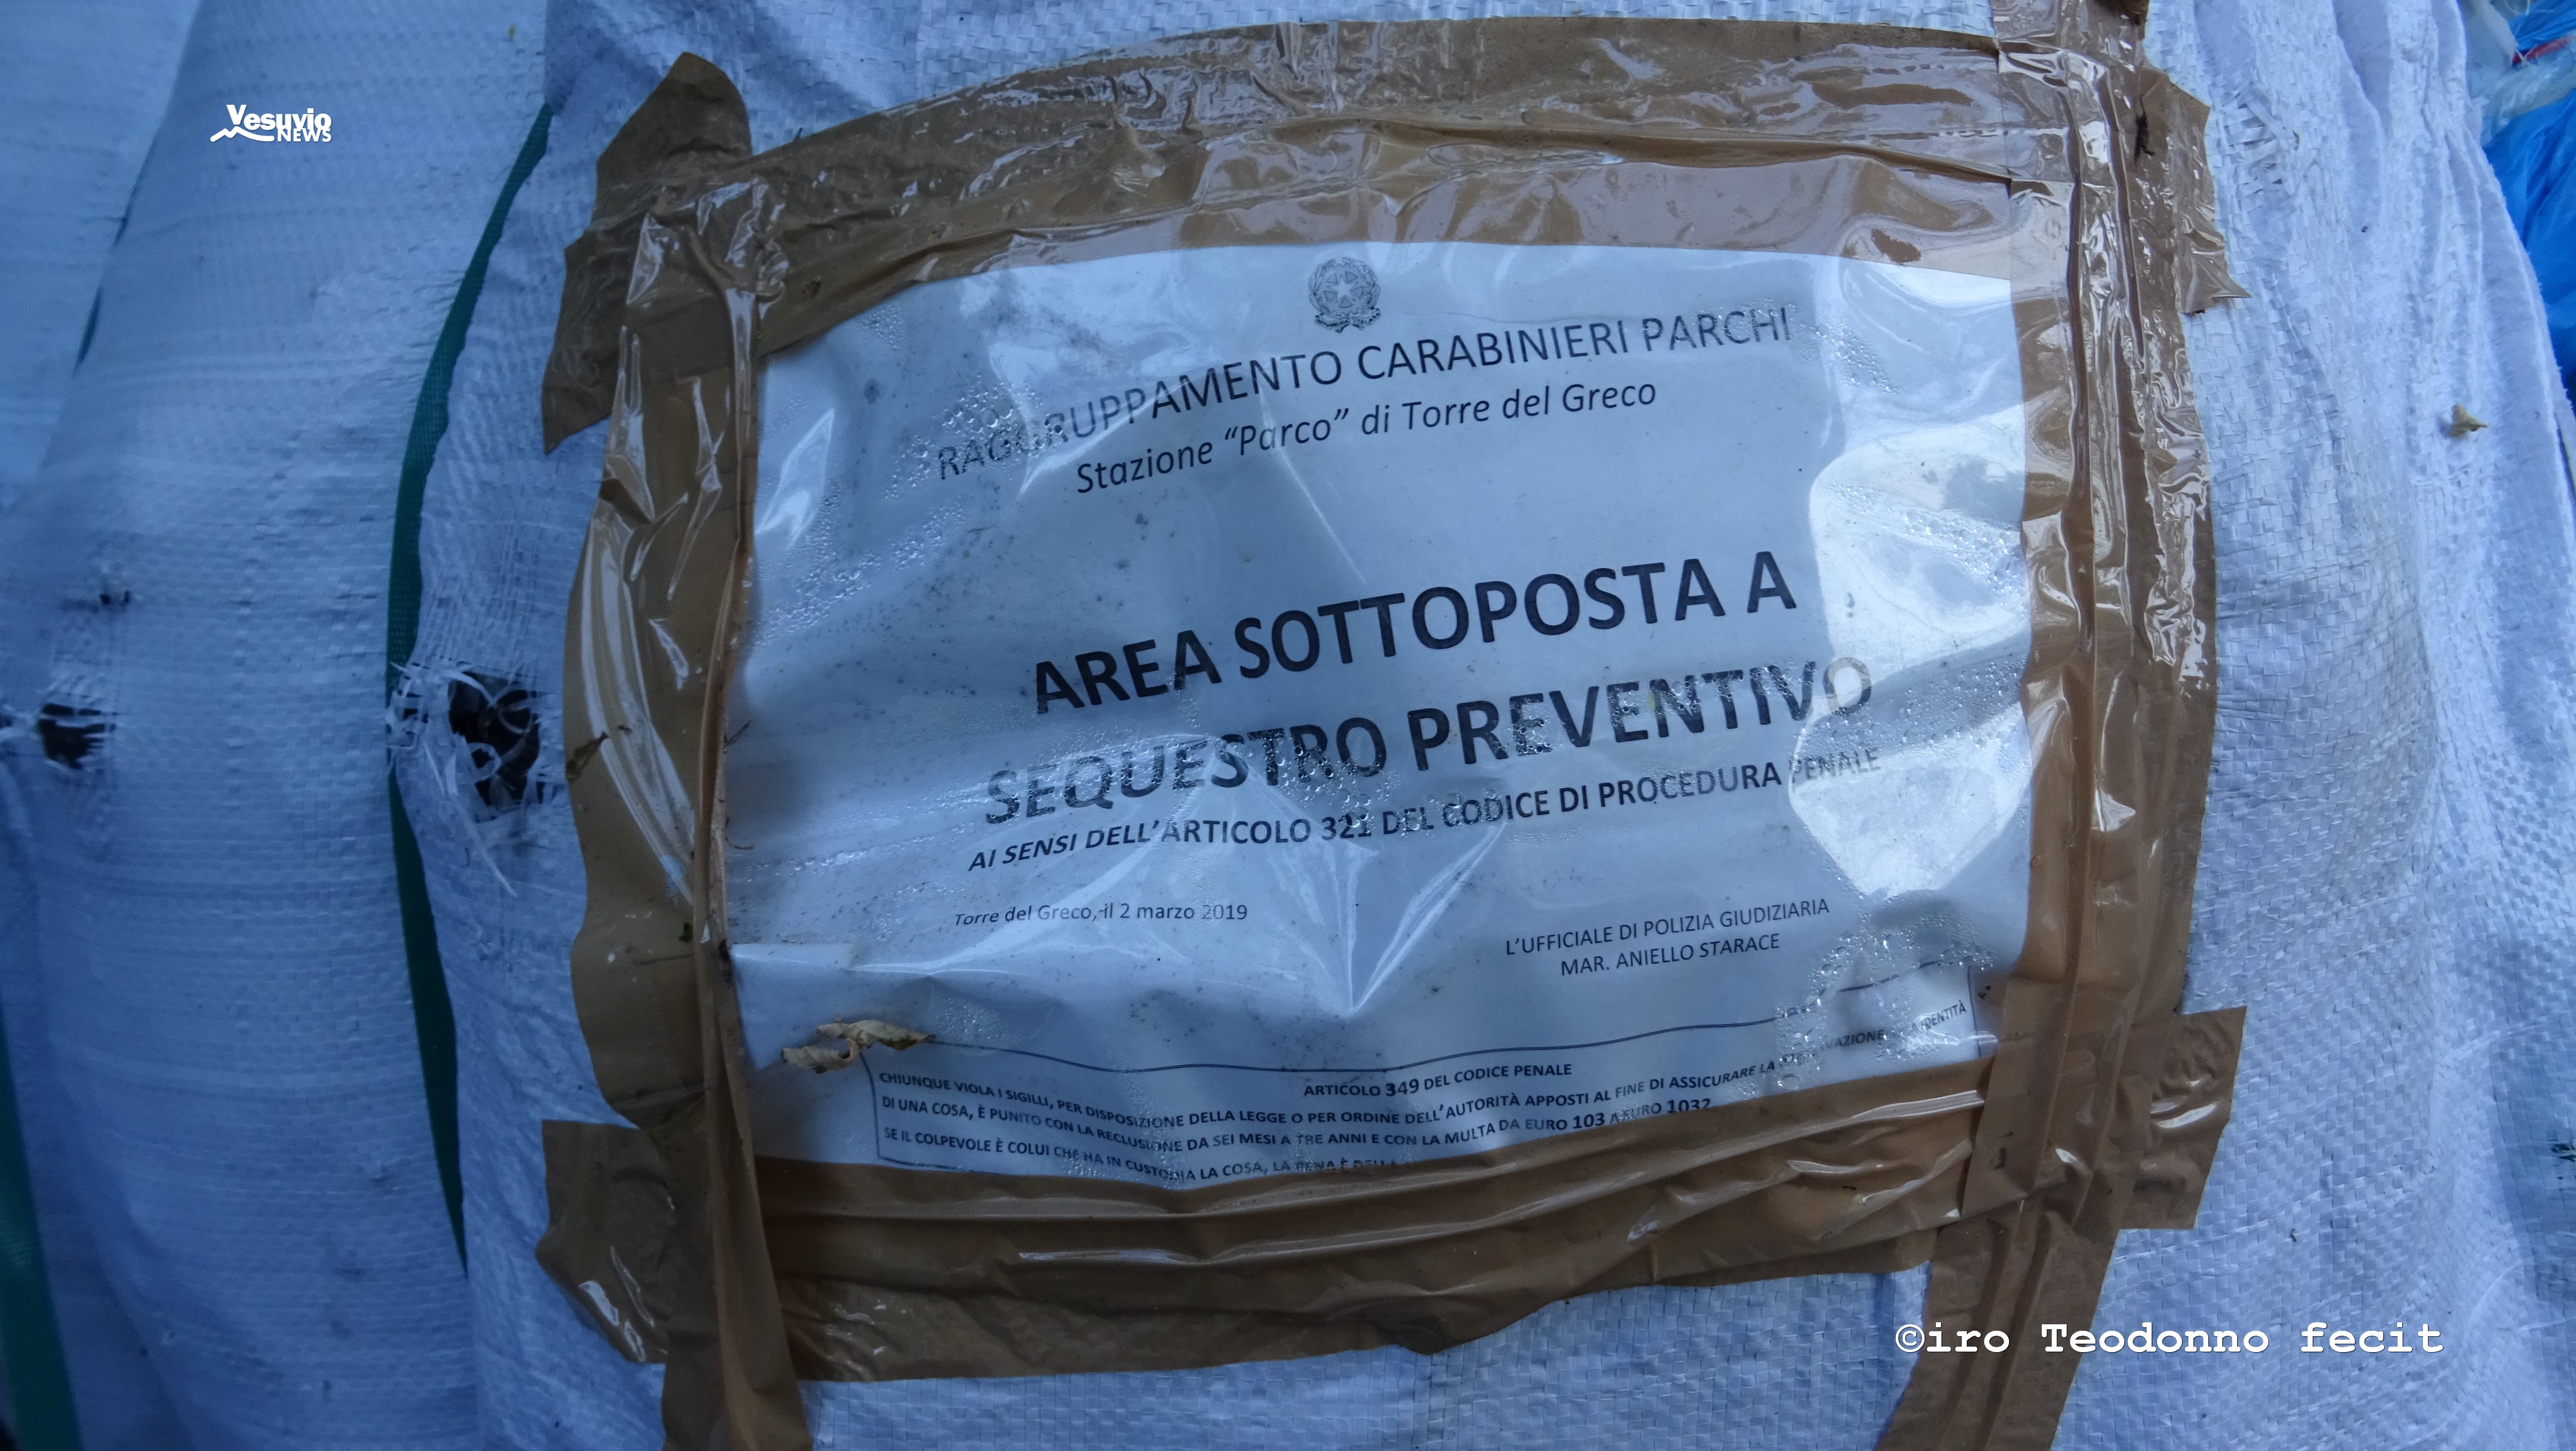 Vesuvio
NEWS
RAGGRUPPAMENTO CARABINIERI PARCHI
Stazione “Parco” di Torre del Greco
AREA SOTTOPOSTA A
SEQUESTRO PREVENTIVO
AI SENSI DELL’ARTICOLO 321 DEL CODICE DI PROCEDURA PENALE
Torre del Greco, il 2 marzo 2019
L’UFFICIALE DI POLIZIA GIUDIZIARIA
MAR. ANIELLO STARACE
ARTICOLO 349 DEL CODICE PENALE
CHIUNQUE VIOLA I SIGILLI, PER DISPOSIZIONE DELLA LEGGE O PER ORDINE DELL’AUTORITÀ APPOSTI AL FINE DI ASSICURARE LA IDENTITÀ
DI UNA COSA, È PUNITO CON LA RECLUSIONE DA SEI MESI A TRE ANNI E CON LA MULTA DA EURO 103 A EURO 1032
SE IL COLPEVOLE È COLUI CHE HA IN CUSTODIA LA COSA, LA PENA È
©iro Teodonno fecit